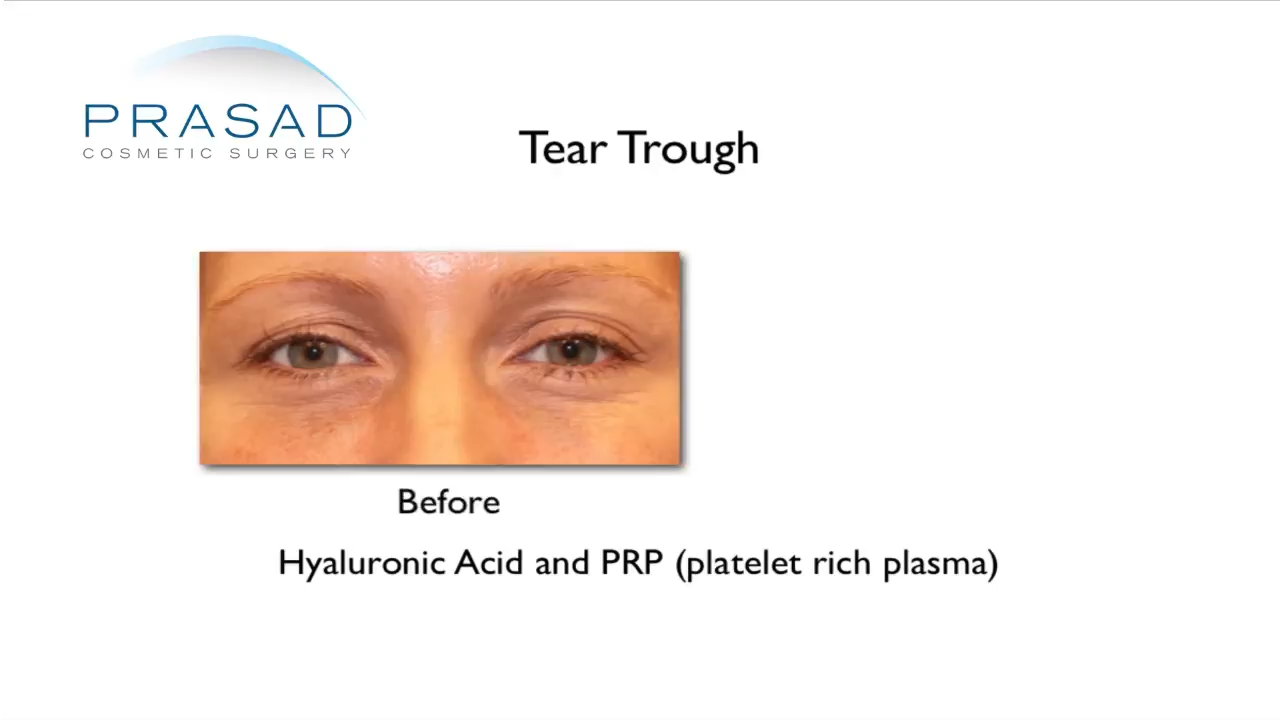 PRASAD
COSMETIC SURGERY
Tear Trough
Before
Hyaluronic Acid and PRP (platelet rich plasma)